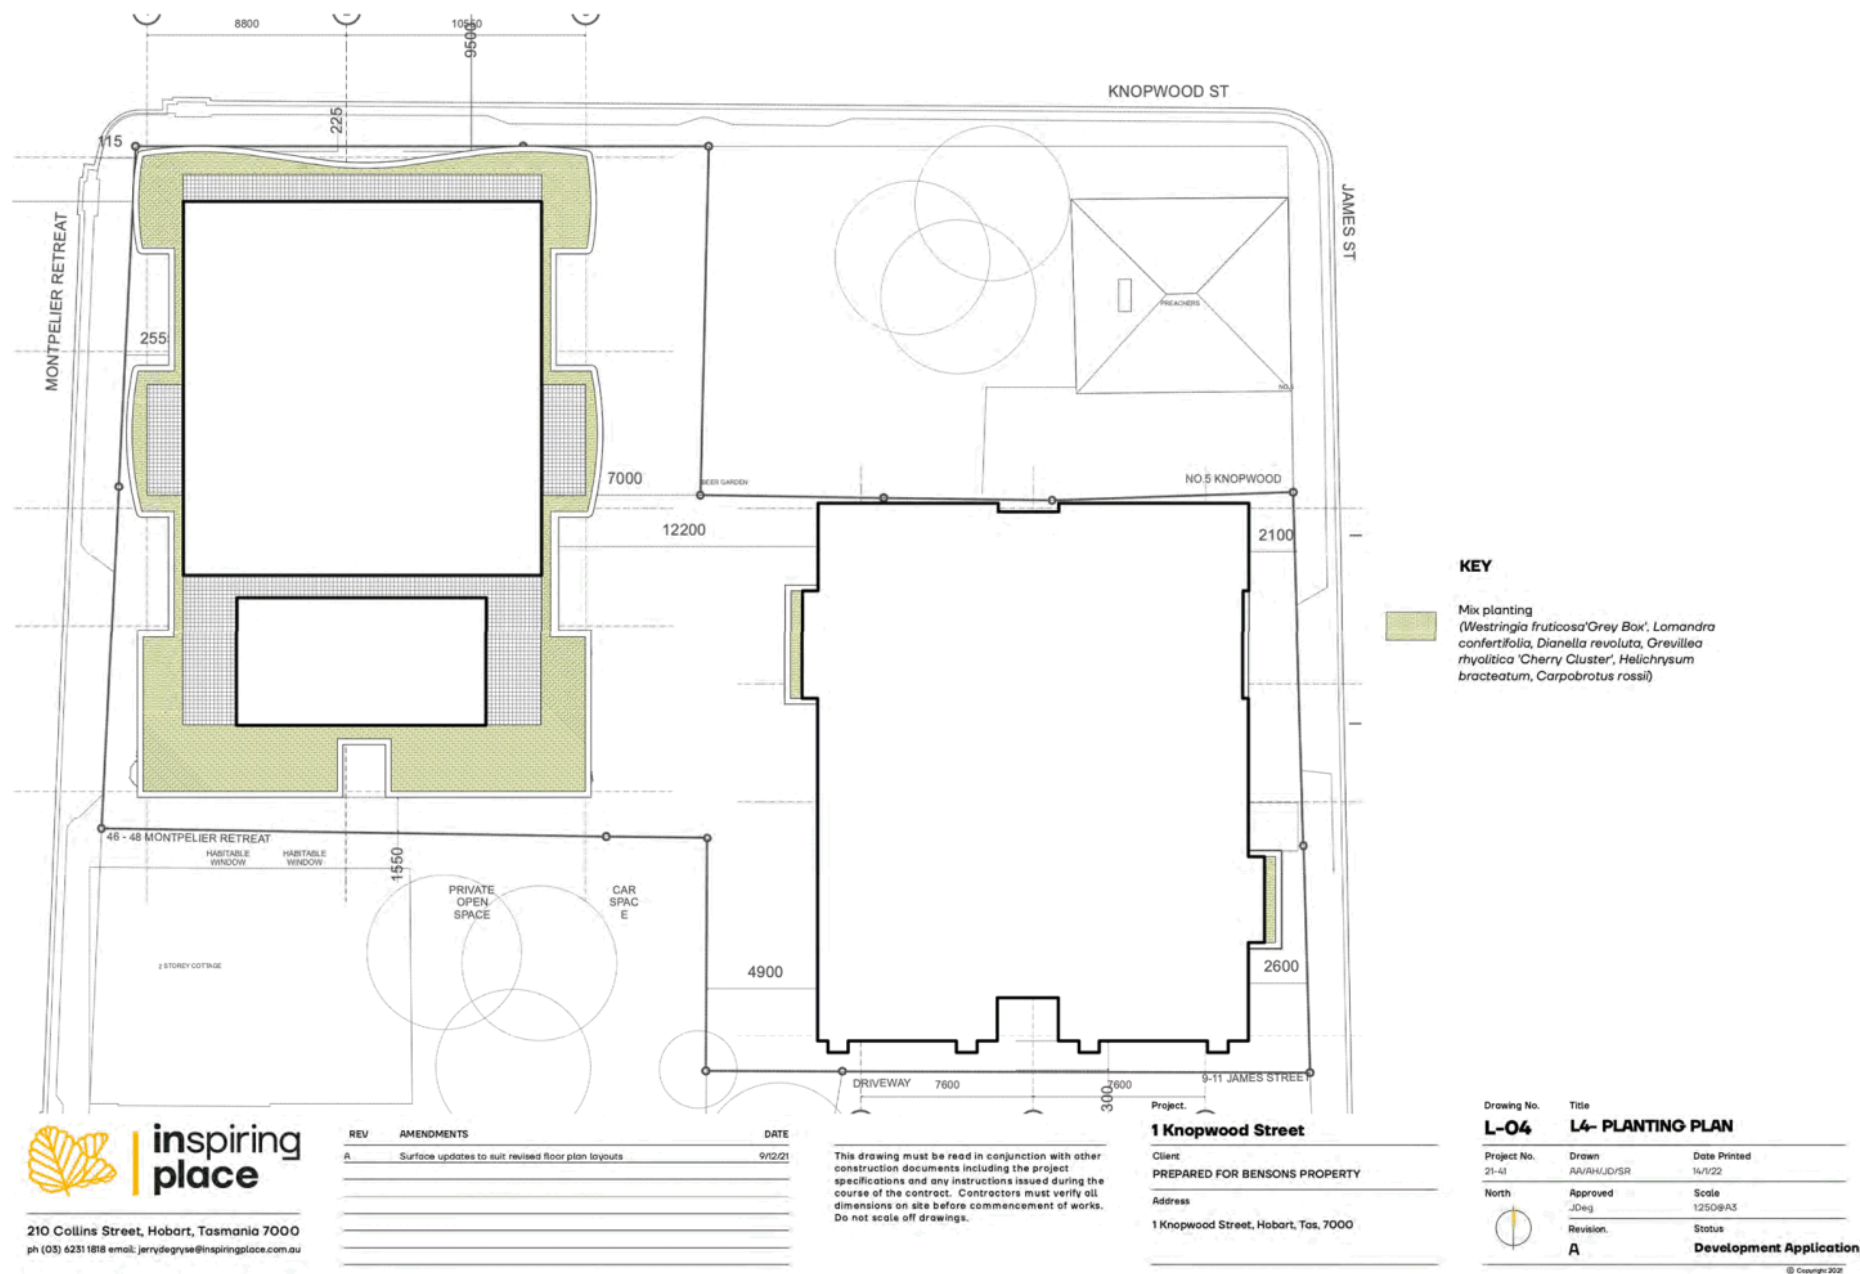 8800
10550
9500
KNOPWOOD ST
225
115
JAMES ST
MONTPELIER RETREAT
PREACHERS
255
7000
BEER GARDEN
NO.5 KNOPWOOD
12200
2100
KEY
Mix planting
(Westringia fruticosa'Grey Box', Lomandra
confertifolia, Dianella revoluta, Grevillea
rhyolitica 'Cherry Cluster', Helichrysum
bracteatum, Carpobrotus rossii)
46 - 48 MONTPELIER RETREAT
HABITABLE
WINDOW
HABITABLE
WINDOW
1550
PRIVATE
OPEN
SPACE
CAR
SPAC
E
2 STOREY COTTAGE
4900
2600
DRIVEWAY
7600
7600
300
9-11 JAMES STREET
inspiring
place
210 Collins Street, Hobart, Tasmania 7000
ph (03) 6231 1818 email: jerrydegryse@inspiringplace.com.au
REV AMENDMENTS DATE
A Surface updates to suit revised floor plan layouts 9/12/21
This drawing must be read in conjunction with other
construction documents including the project
specifications and any instructions issued during the
course of the contract. Contractors must verify all
dimensions on site before commencement of works.
Do not scale off drawings.
Project.
1 Knopwood Street
Client
PREPARED FOR BENSONS PROPERTY
Address
1 Knopwood Street, Hobart, Tas, 7000
Drawing No. Title
L-04 L4- PLANTING PLAN
Project No. Drawn Date Printed
21-41 AA/AH/JD/SR 14/1/22
North Approved Scale
JDeg 1:250@A3
Revision. Status
A Development Application
© Copyright 2021